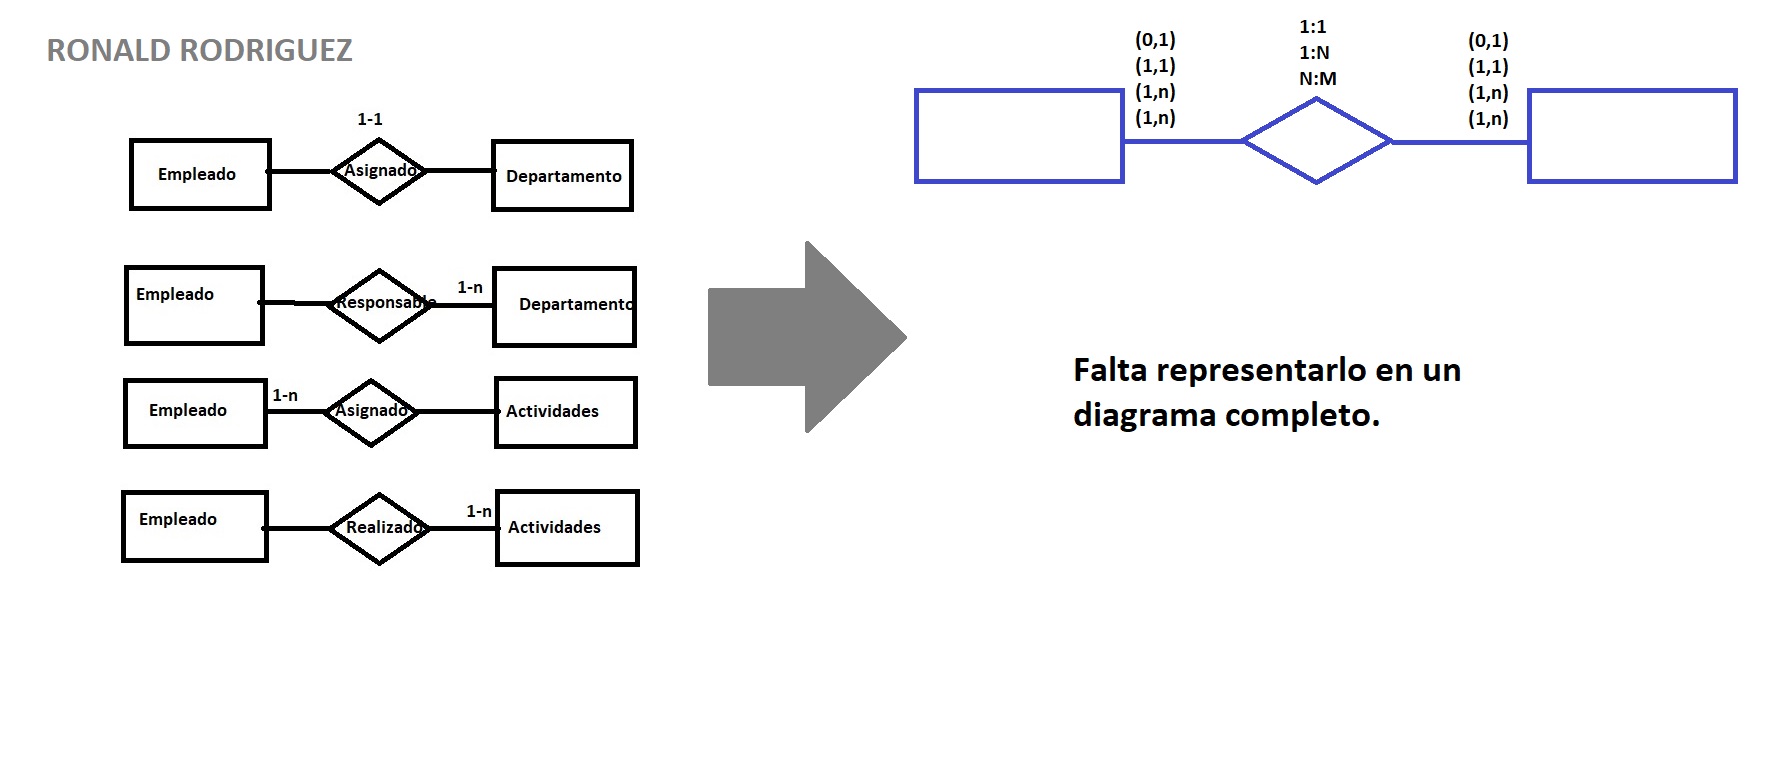 RONALD RODRIGUEZ
1-1
Empleado
Asignado
Departamento
Empleado
Responsable
1-n
Departamento
Empleado
1-n
Asignado
Actividades
Empleado
Realizado
1-n
Actividades
(0,1)
(1,1)
(1,n)
(1,n)
1:1
1:N
N:M
(0,1)
(1,1)
(1,n)
(1,n)
Falta representarlo en un
diagrama completo.